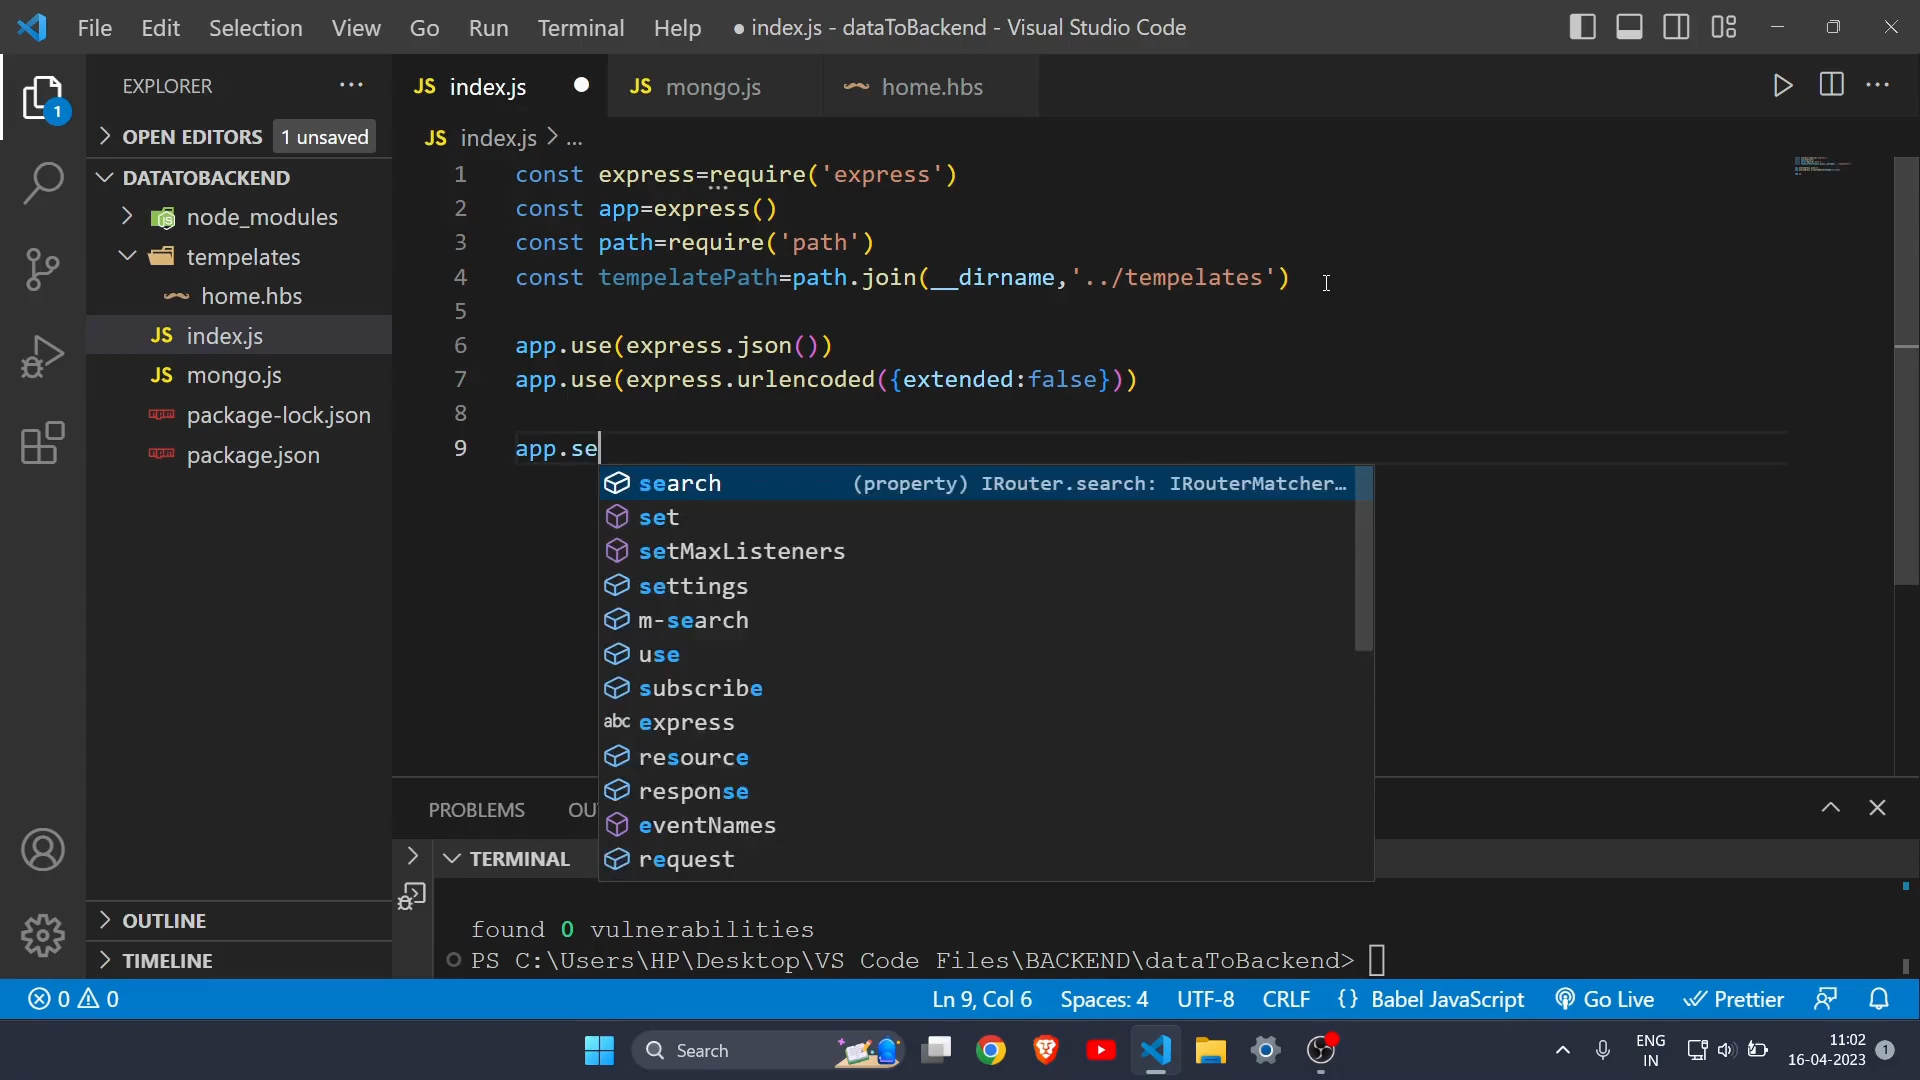 File Edit Selection View Go Run Terminal Help ● index.js - dataToBackend - Visual Studio Code
EXPLORER ...
JS index.js JS mongo.js home.hbs
OPEN EDITORS 1 unsaved
JS index.js > ...
DATATOBACKEND
node_modules
tempelates
home.hbs
JS index.js
JS mongo.js
package-lock.json
package.json
OUTLINE
TIMELINE
1
1 const express=require('express')
2 const app=express()
3 const path=require('path')
4 const tempelatePath=path.join(__dirname,'../tempelates')
5
6 app.use(express.json())
7 app.use(express.urlencoded({extended:false}))
8
9 app.se
search (property) IRouter.search: IRouterMatcher…
set
setMaxListeners
settings
m-search
use
subscribe
abc express
resource
response
eventNames
request
PROBLEMS OU
TERMINAL
found 0 vulnerabilities
PS C:\Users\HP\Desktop\VS Code Files\BACKEND\dataToBackend>
0 0 Ln 9, Col 6 Spaces: 4 UTF-8 CRLF {} Babel JavaScript Go Live Prettier
Search ENG IN 11:02 16-04-2023 1